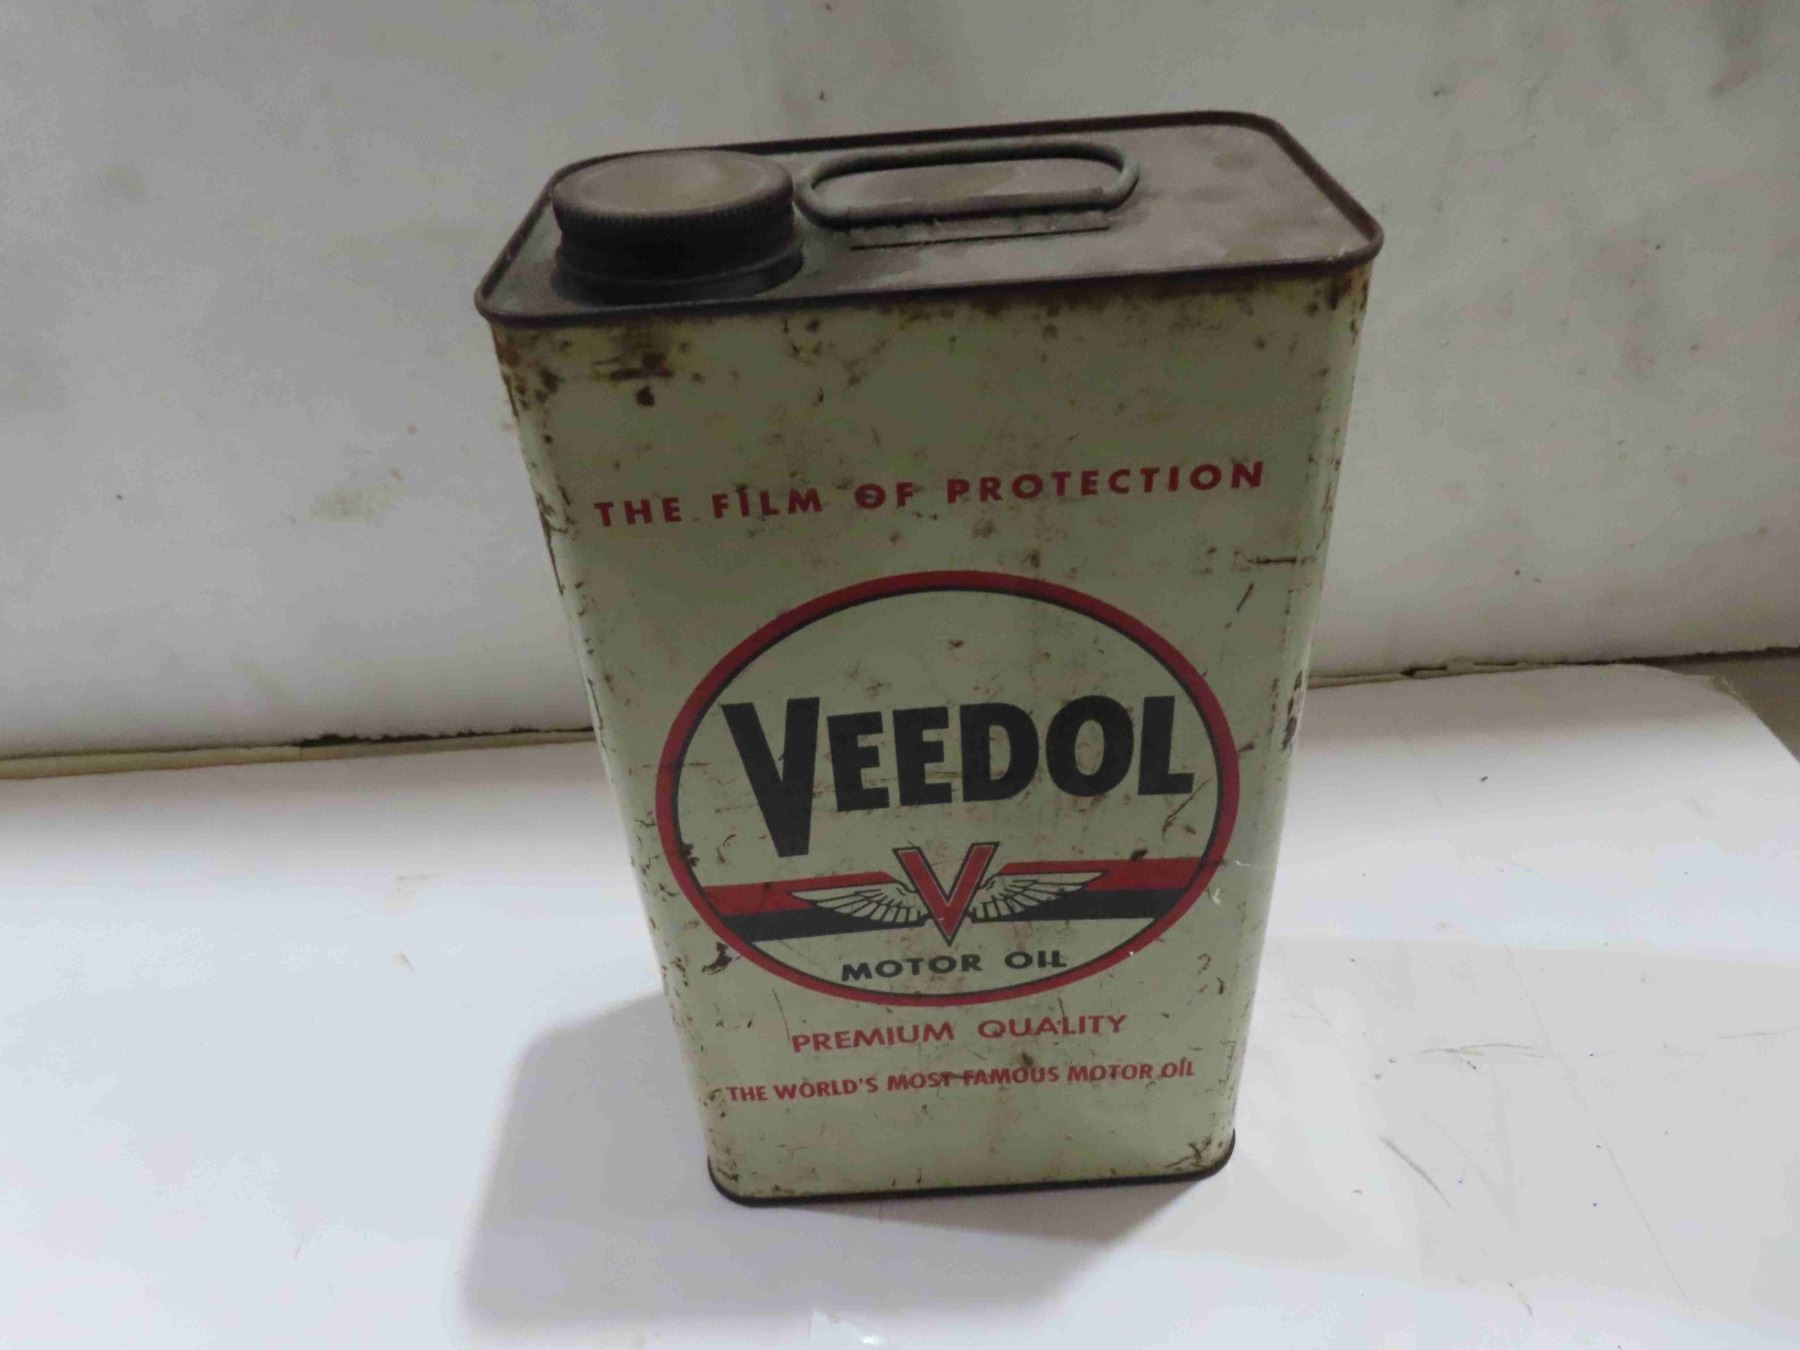 THE FILM OF PROTECTION
VEEDOL
V
MOTOR OIL
PREMIUM QUALITY
THE WORLD'S MOST FAMOUS MOTOR OIL